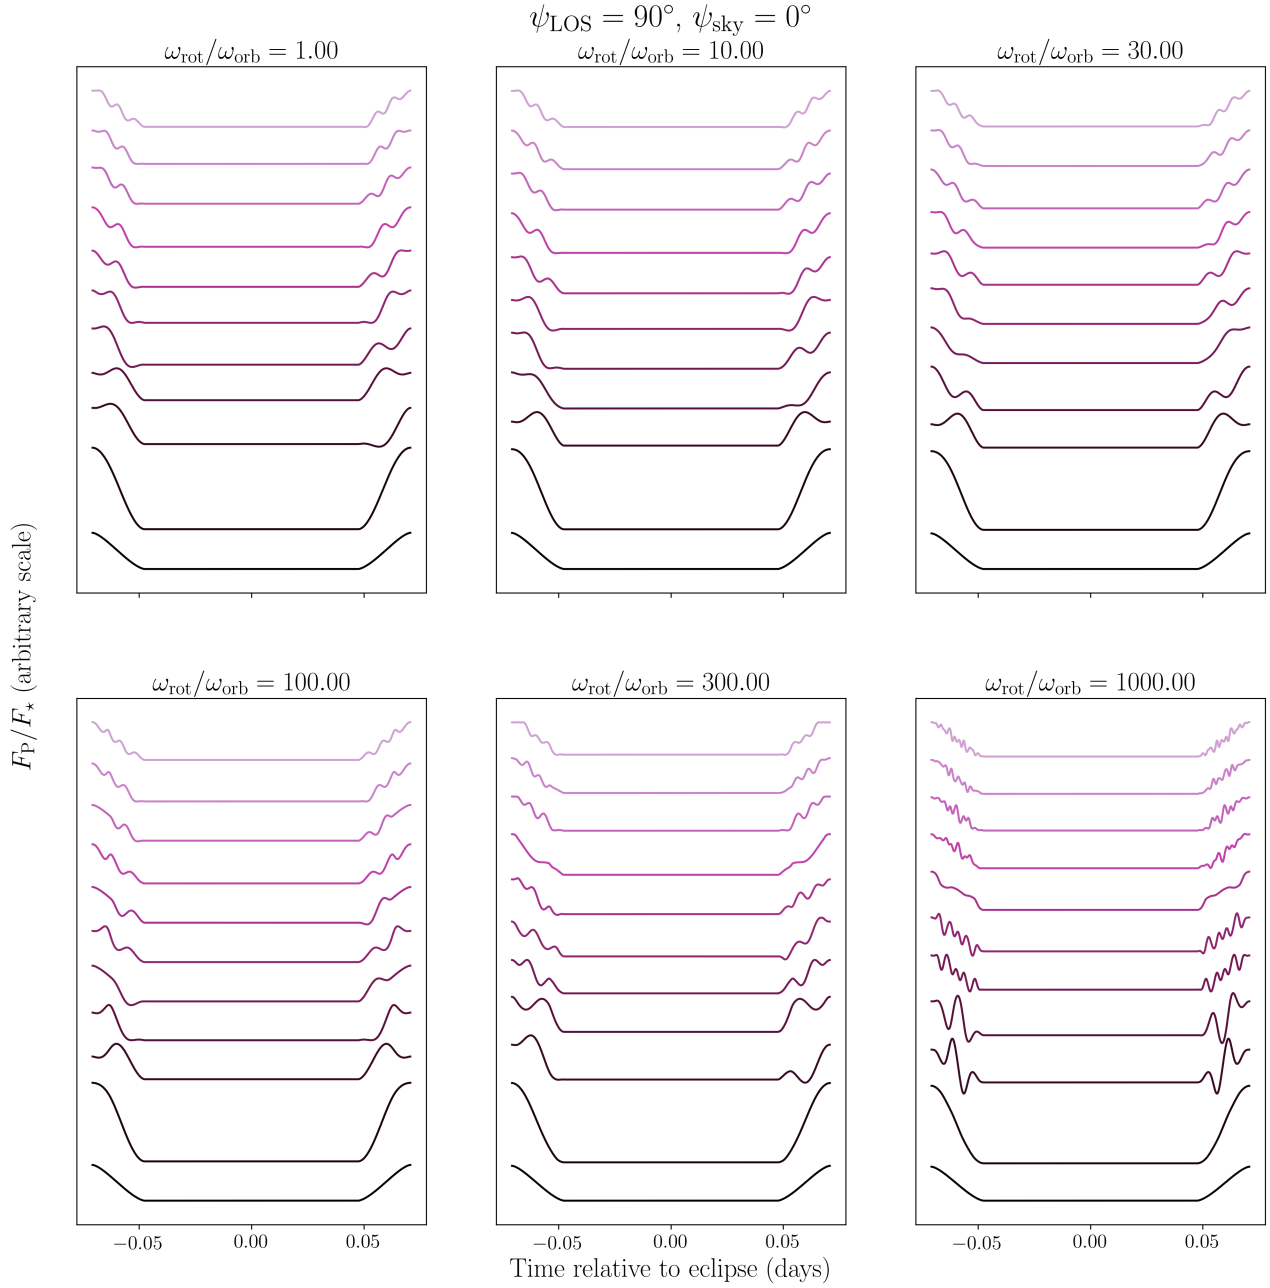 ψ_LOS = 90°, ψ_sky = 0°
ω_rot/ω_orb = 1.00
ω_rot/ω_orb = 10.00
ω_rot/ω_orb = 30.00
F_P/F_⋆ (arbitrary scale)
ω_rot/ω_orb = 100.00
ω_rot/ω_orb = 300.00
ω_rot/ω_orb = 1000.00
−0.05 0.00 0.05
−0.05 0.00 0.05
−0.05 0.00 0.05
Time relative to eclipse (days)